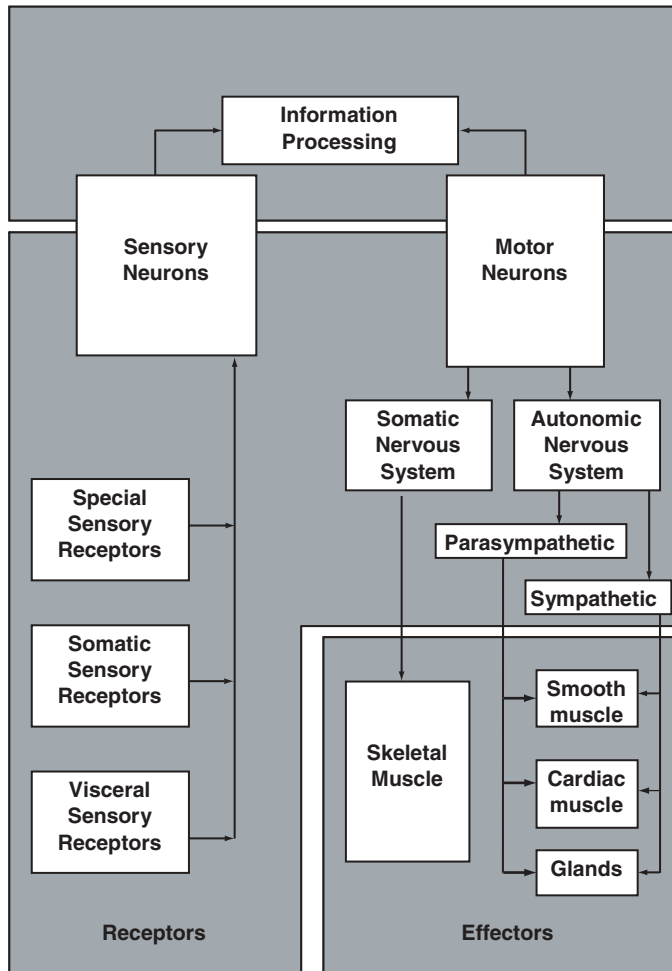 Information
Processing
Sensory
Neurons
Motor
Neurons
Somatic
Nervous
System
Autonomic
Nervous
System
Special
Sensory
Receptors
Parasympathetic
Sympathetic
Somatic
Sensory
Receptors
Smooth
muscle
Skeletal
Muscle
Cardiac
muscle
Visceral
Sensory
Receptors
Glands
Receptors
Effectors